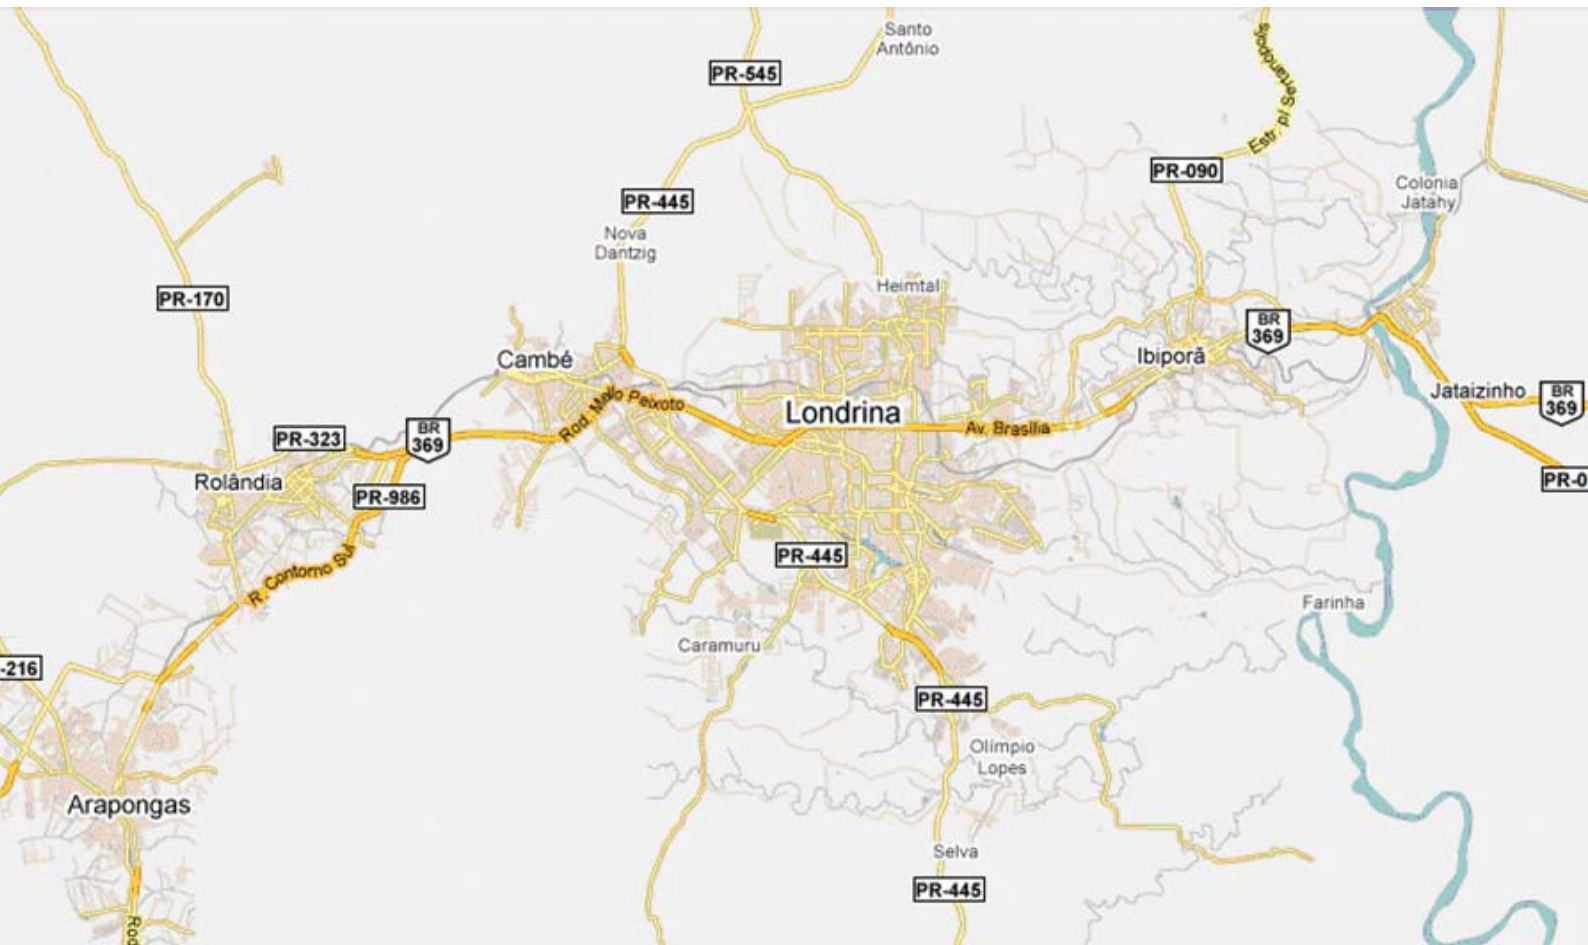 Santo
Antônio
PR-545
Estr. p/ Sertanópolis
PR-090
Colonia
Jatahy
PR-445
Nova
Dantzig
Heimtal
PR-170
BR
369
Cambé
Ibiporã
Jataizinho
BR
369
Rod. Mello Peixoto
Londrina
Av. Brasília
PR-323
BR
369
Rolândia
PR-986
PR-0
PR-445
R. Contorno Sul
Farinha
Caramuru
-216
PR-445
Olímpio
Lopes
Arapongas
Selva
PR-445
Rod